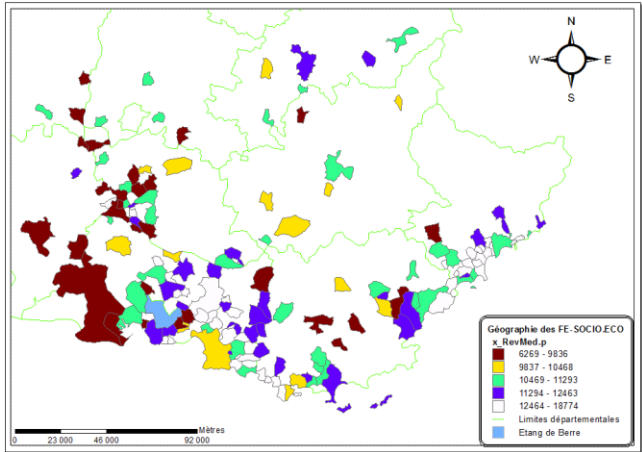 N
W E
S
Géographie des FE-SOCIO.ECO
x_RevMed.p
6269 - 9836
9837 - 10468
10469 - 11293
11294 - 12463
12464 - 18774
Limites départementales
Etang de Berre
Mètres
0 23 000 46 000 92 000